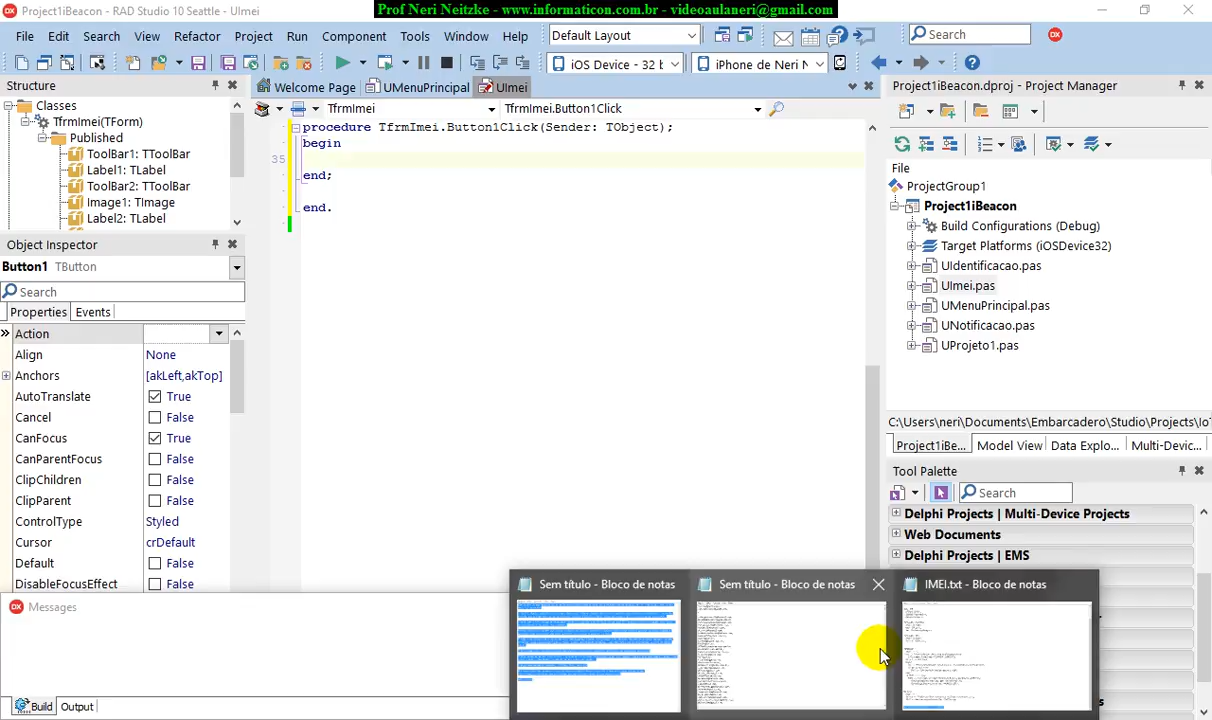 Project1iBeacon - RAD Studio 10 Seattle - UImei
Prof Neri Neitzke - www.informaticon.com.br - videoaulaneri@gmail.com
File Edit Search View Refactor Project Run Component Tools Window Help
Default Layout
Search
iOS Device - 32 b
iPhone de Neri N
Structure
Classes
TfrmImei(TForm)
Published
ToolBar1: TToolBar
Label1: TLabel
ToolBar2: TToolBar
Image1: TImage
Label2: TLabel
Object Inspector
Button1 TButton
Search
Properties Events
Action
Align None
Anchors [akLeft,akTop]
AutoTranslate True
Cancel False
CanFocus True
CanParentFocus False
ClipChildren False
ClipParent False
ControlType Styled
Cursor crDefault
Default False
DisableFocusEffect False
Messages
Build Output
Welcome Page UMenuPrincipal UImei
TfrmImei TfrmImei.Button1Click
procedure TfrmImei.Button1Click(Sender: TObject);
begin
35
end;
end.
Sem título - Bloco de notas
Sem título - Bloco de notas
IMEI.txt - Bloco de notas
Project1iBeacon.dproj - Project Manager
File
ProjectGroup1
Project1iBeacon
Build Configurations (Debug)
Target Platforms (iOSDevice32)
UIdentificacao.pas
UImei.pas
UMenuPrincipal.pas
UNotificacao.pas
UProjeto1.pas
C:\Users\neri\Documents\Embarcadero\Studio\Projects\Io
Project1iBe... Model View Data Explo... Multi-Devic...
Tool Palette
Search
Delphi Projects | Multi-Device Projects
Web Documents
Delphi Projects | EMS